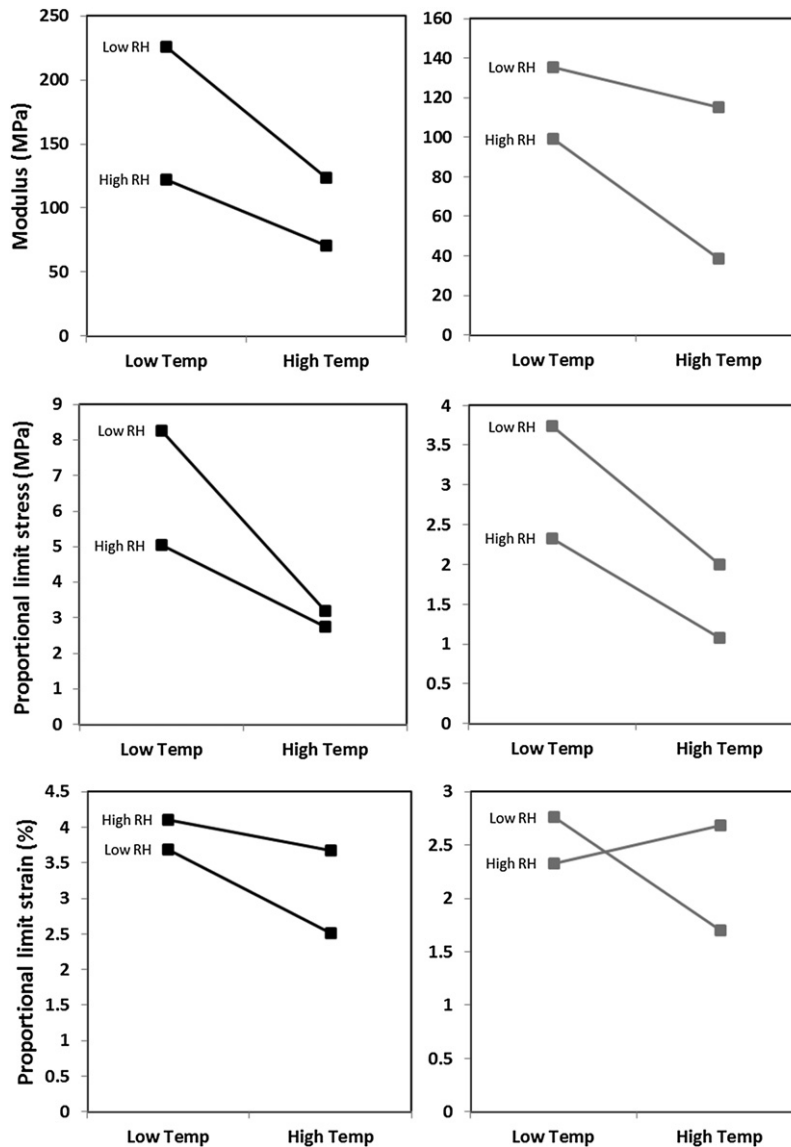 Modulus (MPa)
250
200
150
100
50
0
Low RH
High RH
Low Temp High Temp
160
140
120
100
80
60
40
20
0
Low RH
High RH
Low Temp High Temp
Proportional limit stress (MPa)
9
8
7
6
5
4
3
2
1
0
Low RH
High RH
Low Temp High Temp
4
3.5
3
2.5
2
1.5
1
0.5
0
Low RH
High RH
Low Temp High Temp
Proportional limit strain (%)
4.5
4
3.5
3
2.5
2
1.5
1
0.5
0
High RH
Low RH
Low Temp High Temp
3
2.5
2
1.5
1
0.5
0
Low RH
High RH
Low Temp High Temp